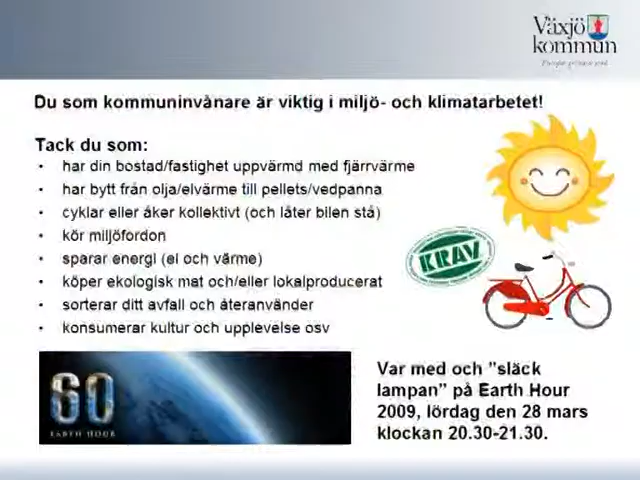 Växjö
kommun
Du som kommuninvånare är viktig i miljö- och klimatarbetet!
Tack du som:
• har din bostad/fastighet uppvärmd med fjärrvärme
• har bytt från olja/elvärme till pellets/vedpanna
• cyklar eller åker kollektivt (och låter bilen stå)
• kör miljöfordon
• sparar energi (el och värme)
• köper ekologisk mat och/eller lokalproducerat
• sorterar ditt avfall och återanvänder
• konsumerar kultur och upplevelse osv
KRAV
60
EARTH HOUR
Var med och ”släck
lampan” på Earth Hour
2009, lördag den 28 mars
klockan 20.30-21.30.